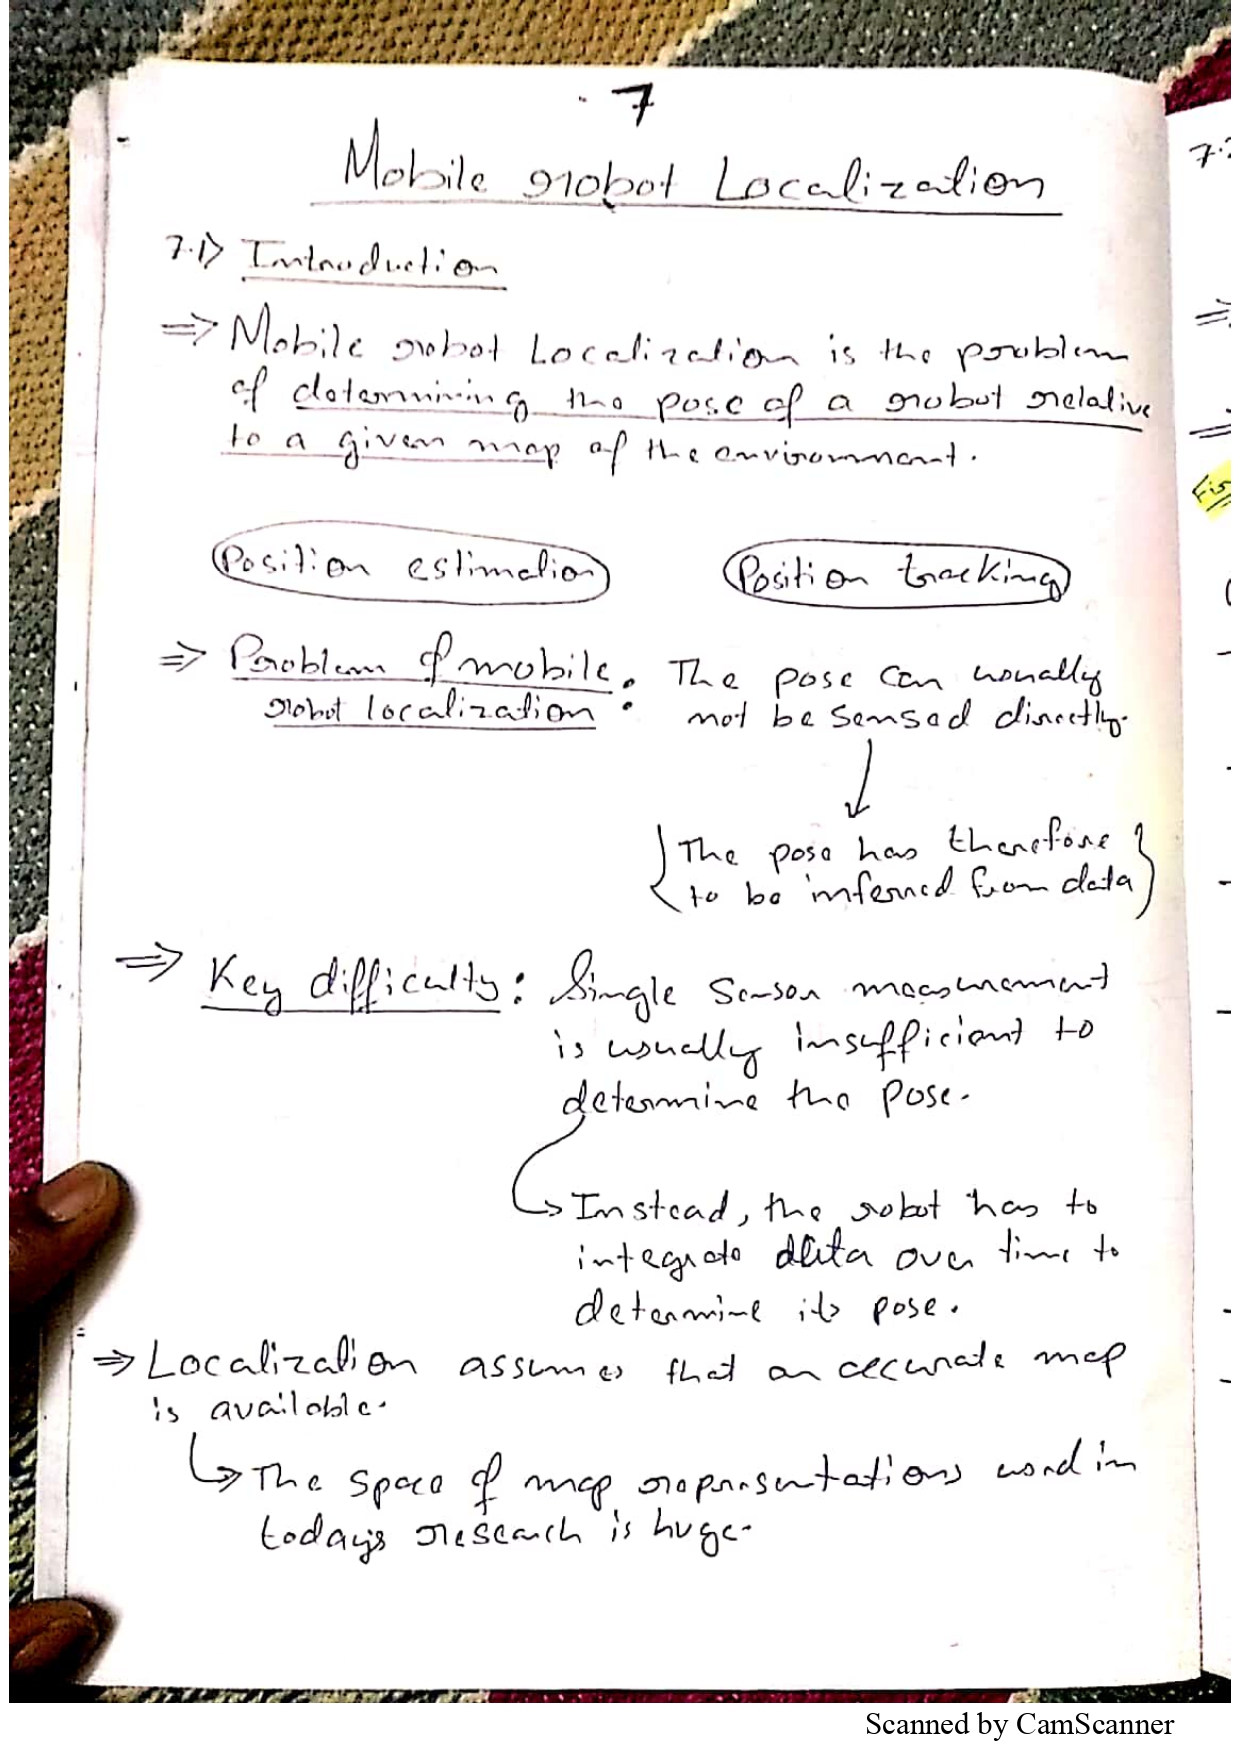 7
Mobile robot Localization
7.1> Introduction
⇒ Mobile robot Localization is the problem
of determining the pose of a robot relative
to a given map of the environment.
Position estimation Position tracking
⇒ Problem of mobile robot localization : The pose can usually
not be sensed directly.
{The pose has therefore
to be inferred from data}
⇒ Key difficulty : Single sensor measurement
is usually insufficient to
determine the pose.
↳ Instead, the robot has to
integrate data over time to
determine its pose.
⇒ Localization assumes that an accurate map
is available.
↳ The space of map representations used in
today's research is huge.
7.
Fig
Scanned by CamScanner